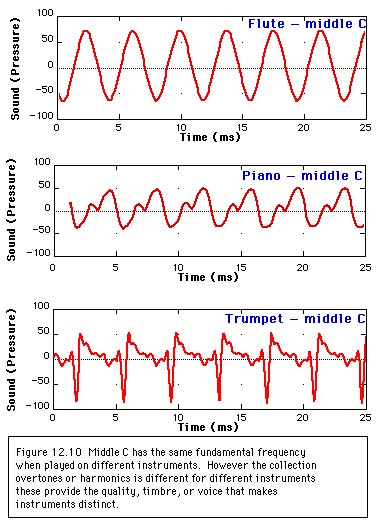 Flute – middle C
Sound (Pressure)
100
50
0
−50
−100
0 5 10 15 20 25
Time (ms)
Piano – middle C
Sound (Pressure)
100
50
0
−50
−100
0 5 10 15 20 25
Time (ms)
Trumpet – middle C
Sound (Pressure)
100
50
0
−50
−100
0 5 10 15 20 25
Time (ms)
Figure 12.10 Middle C has the same fundamental frequency
when played on different instruments. However the collection
overtones or harmonics is different for different instruments
these provide the quality, timbre, or voice that makes
instruments distinct.